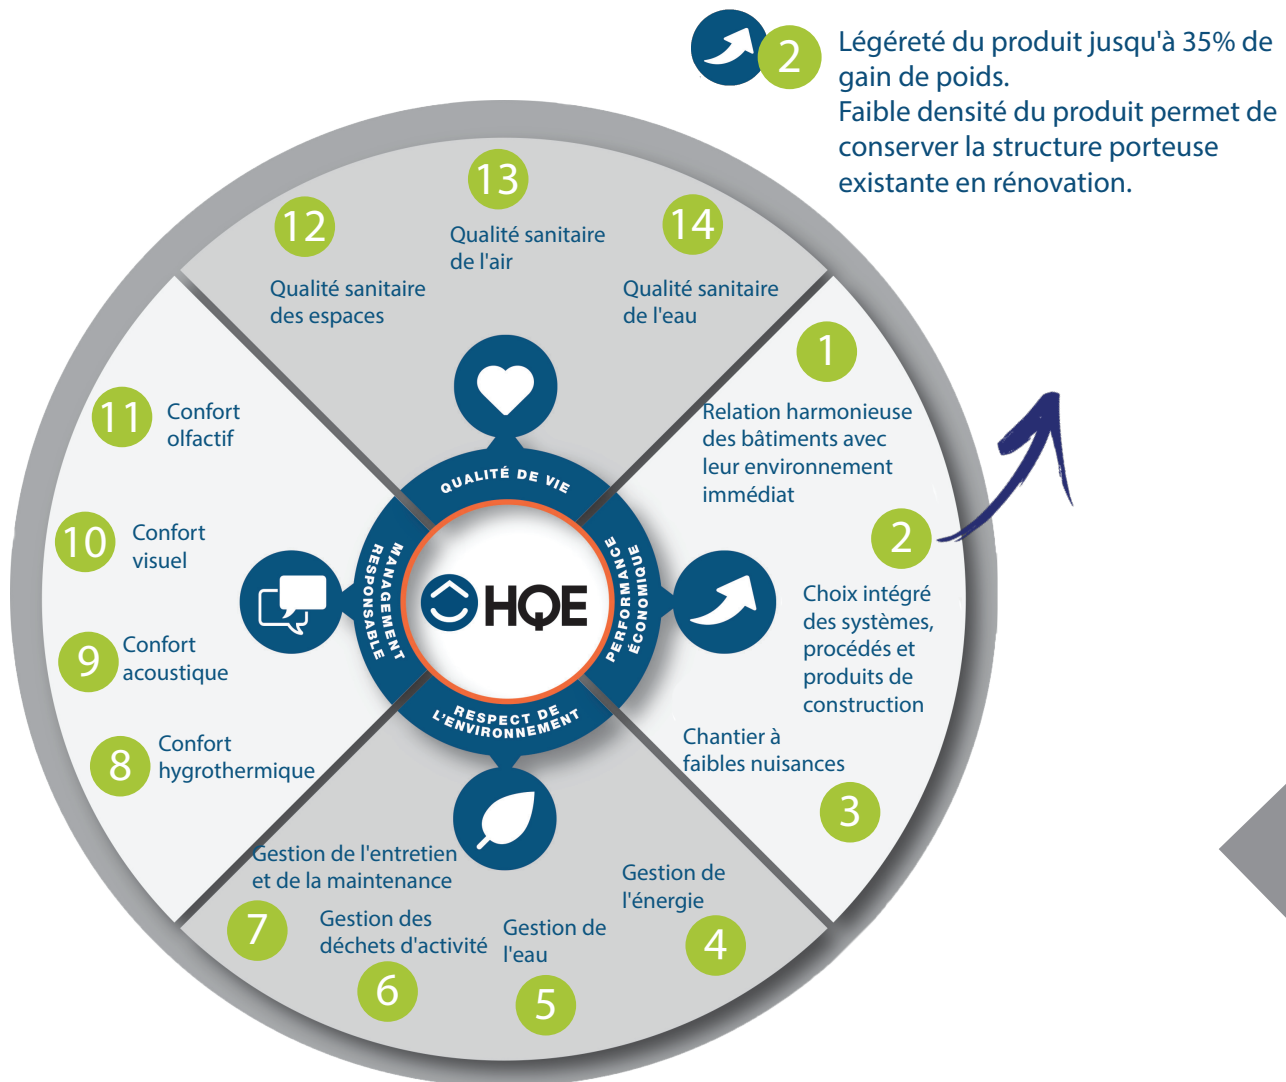 2
Légéreté du produit jusqu'à 35% de
gain de poids.
Faible densité du produit permet de
conserver la structure porteuse
existante en rénovation.
12
Qualité sanitaire
des espaces
13
Qualité sanitaire
de l'air
14
Qualité sanitaire
de l'eau
1
Relation harmonieuse
des bâtiments avec
leur environnement
immédiat
2
Choix intégré
des systèmes,
procédés et
produits de
construction
Chantier à
faibles nuisances
3
11
Confort
olfactif
10
Confort
visuel
9
Confort
acoustique
8
Confort
hygrothermique
QUALITÉ DE VIE
MANAGEMENT
RESPONSABLE
HQE
PERFORMANCE
ÉCONOMIQUE
RESPECT DE
L'ENVIRONNEMENT
Gestion de l'entretien
et de la maintenance
7
Gestion des
déchets d'activité
6
Gestion de
l'eau
5
Gestion de
l'énergie
4